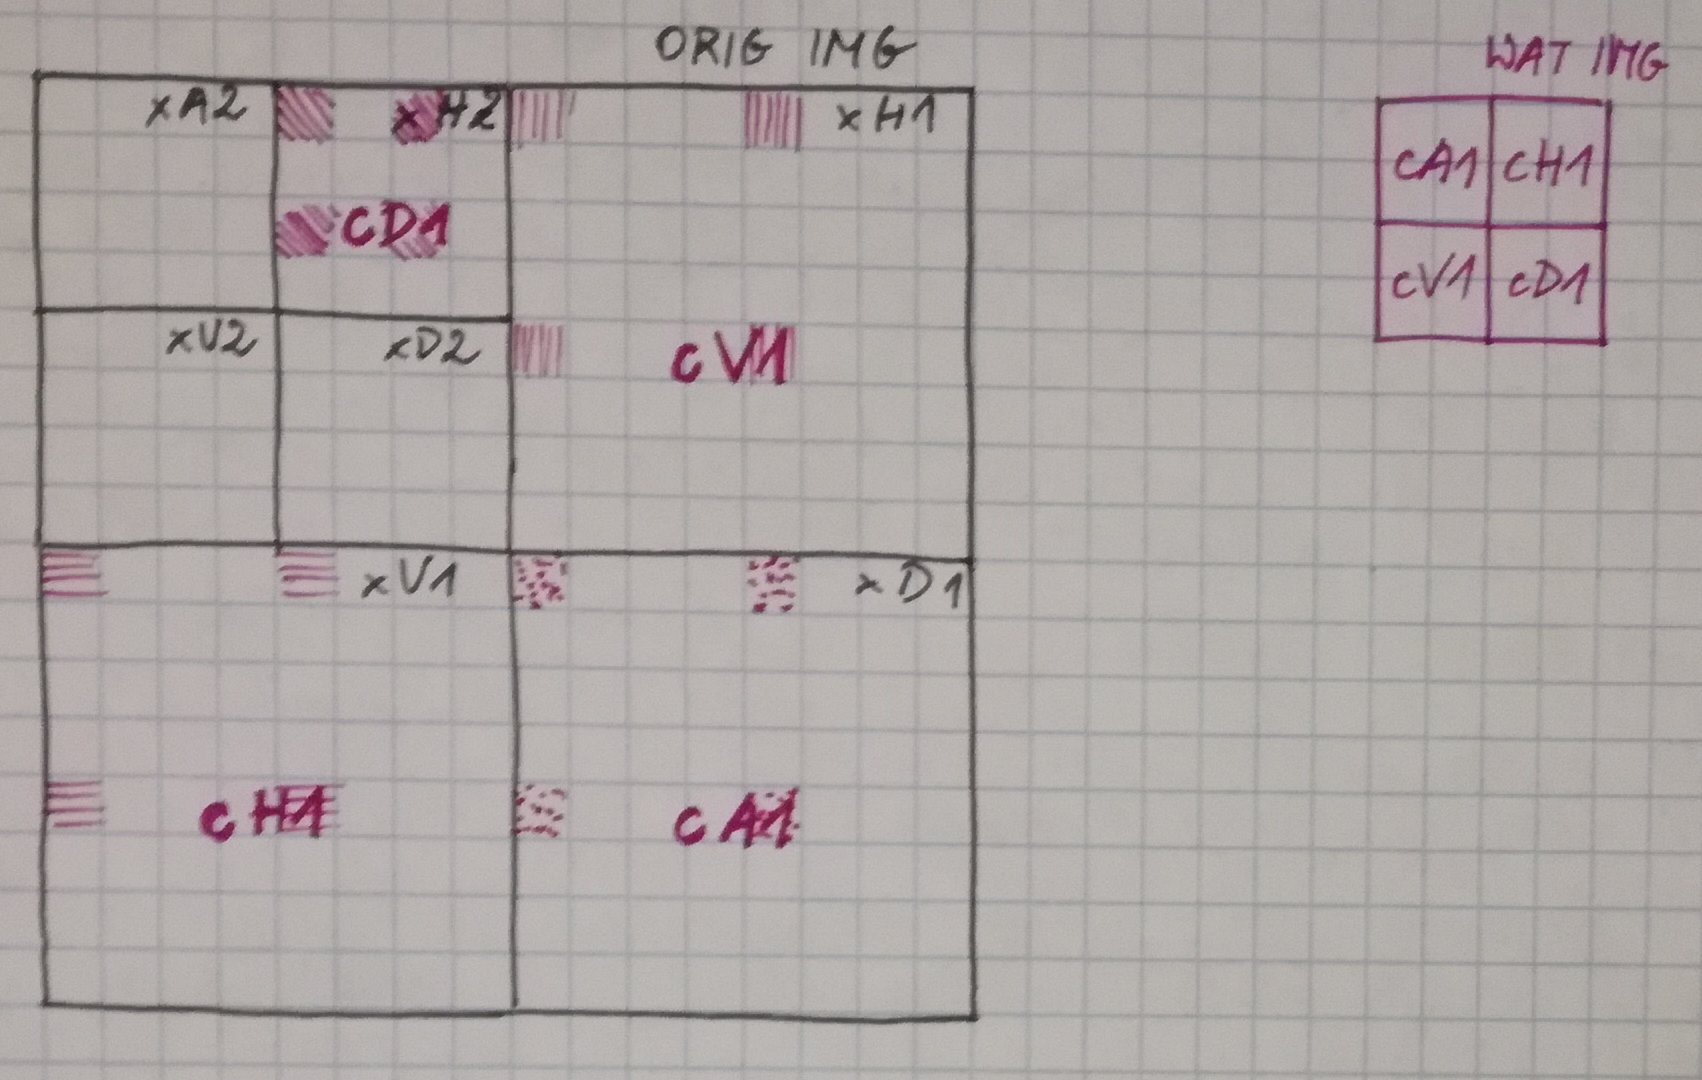 ORIG IMG
WAT IMG
xA2 xH2 xH1
cA1 cH1
CD1
cV1 cD1
xV2 xD2
cV1
xV1 xD1
cH1 cA1